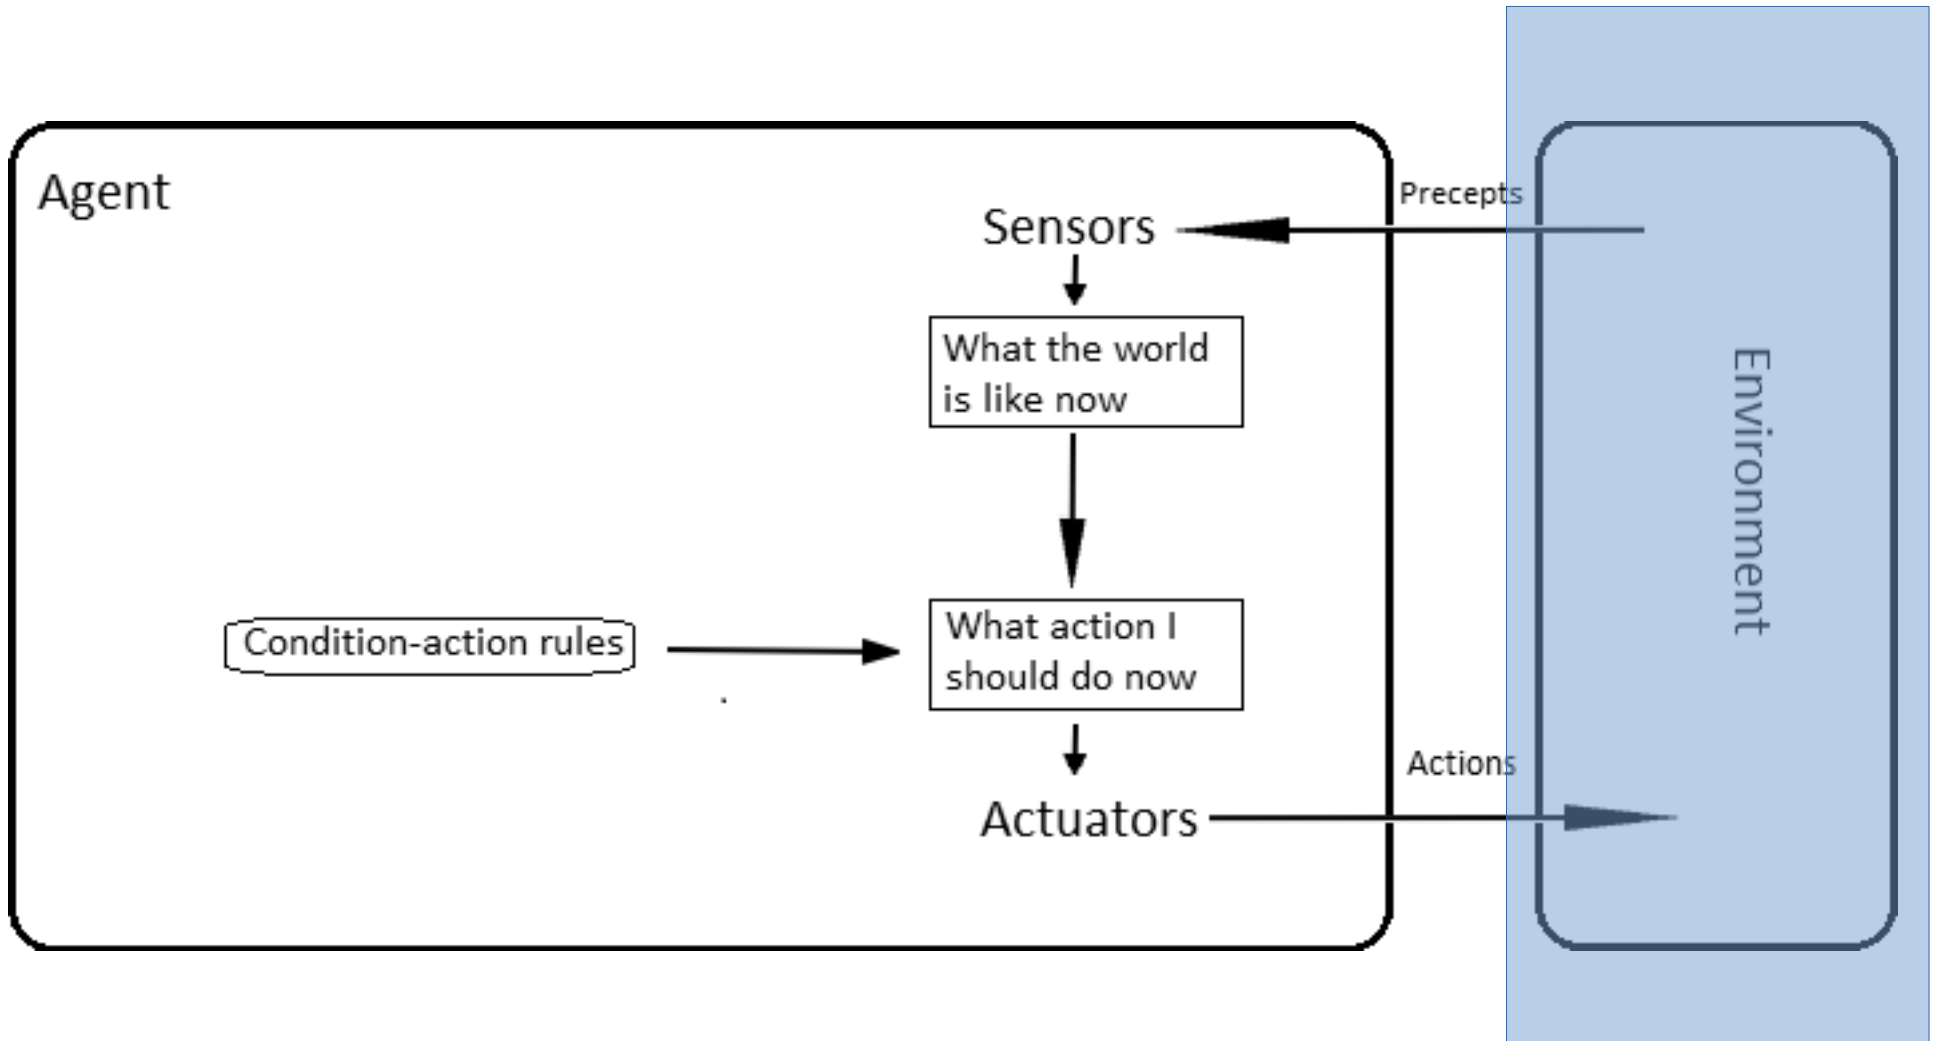 Agent
Precepts
Sensors
What the world
is like now
Environment
Condition-action rules
What action I
should do now
Actions
Actuators